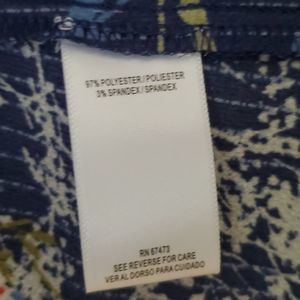 97% POLYESTER / POLIESTER
3% SPANDEX / SPANDEX
RN 67473
SEE REVERSE FOR CARE
VER AL DORSO PARA CUIDADO